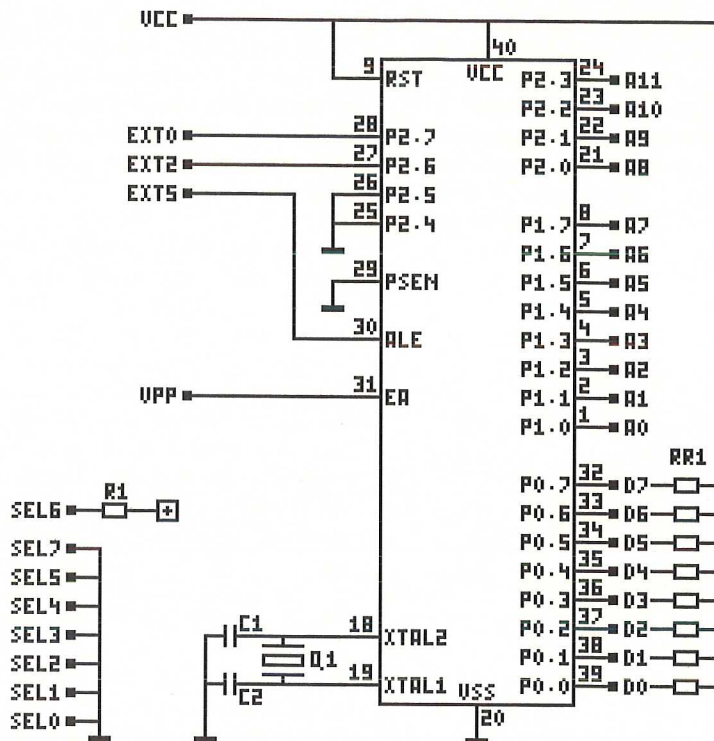 VCC
40
9 RST VCC P2.3 24 A11
P2.2 23 A10
EXT0 28 P2.7 P2.1 22 A9
EXT2 27 P2.6 P2.0 21 A8
EXT5 26 P2.5
25 P2.4 P1.7 8 A7
P1.6 7 A6
29 PSEN P1.5 6 A5
P1.4 5 A4
30 ALE P1.3 4 A3
P1.2 3 A2
VPP 31 EA P1.1 2 A1
P1.0 1 A0
RR1
R1 P0.7 32 D7
SEL6 + P0.6 33 D6
SEL7 P0.5 34 D5
SEL5 P0.4 35 D4
SEL4 P0.3 36 D3
SEL3 C1 18 XTAL2 P0.2 37 D2
SEL2 Q1 P0.1 38 D1
SEL1 C2 19 XTAL1 VSS P0.0 39 D0
SEL0 20